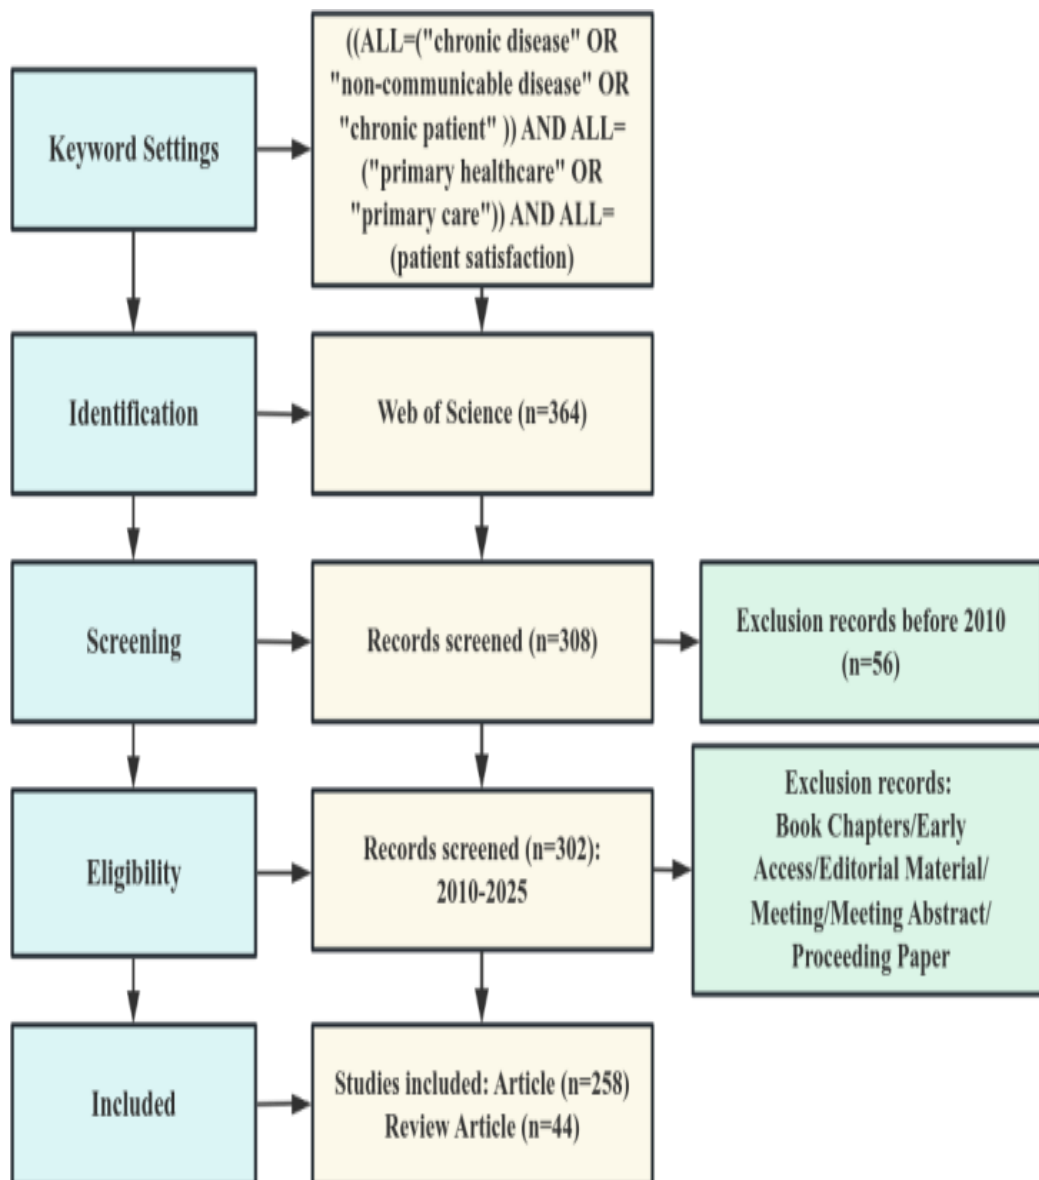 Keyword Settings
((ALL=("chronic disease" OR
"non-communicable disease" OR
"chronic patient" )) AND ALL=
("primary healthcare" OR
"primary care")) AND ALL=
(patient satisfaction)
Identification
Web of Science (n=364)
Screening
Records screened (n=308)
Exclusion records before 2010
(n=56)
Eligibility
Records screened (n=302):
2010-2025
Exclusion records:
Book Chapters/Early
Access/Editorial Material/
Meeting/Meeting Abstract/
Proceeding Paper
Included
Studies included: Article (n=258)
Review Article (n=44)